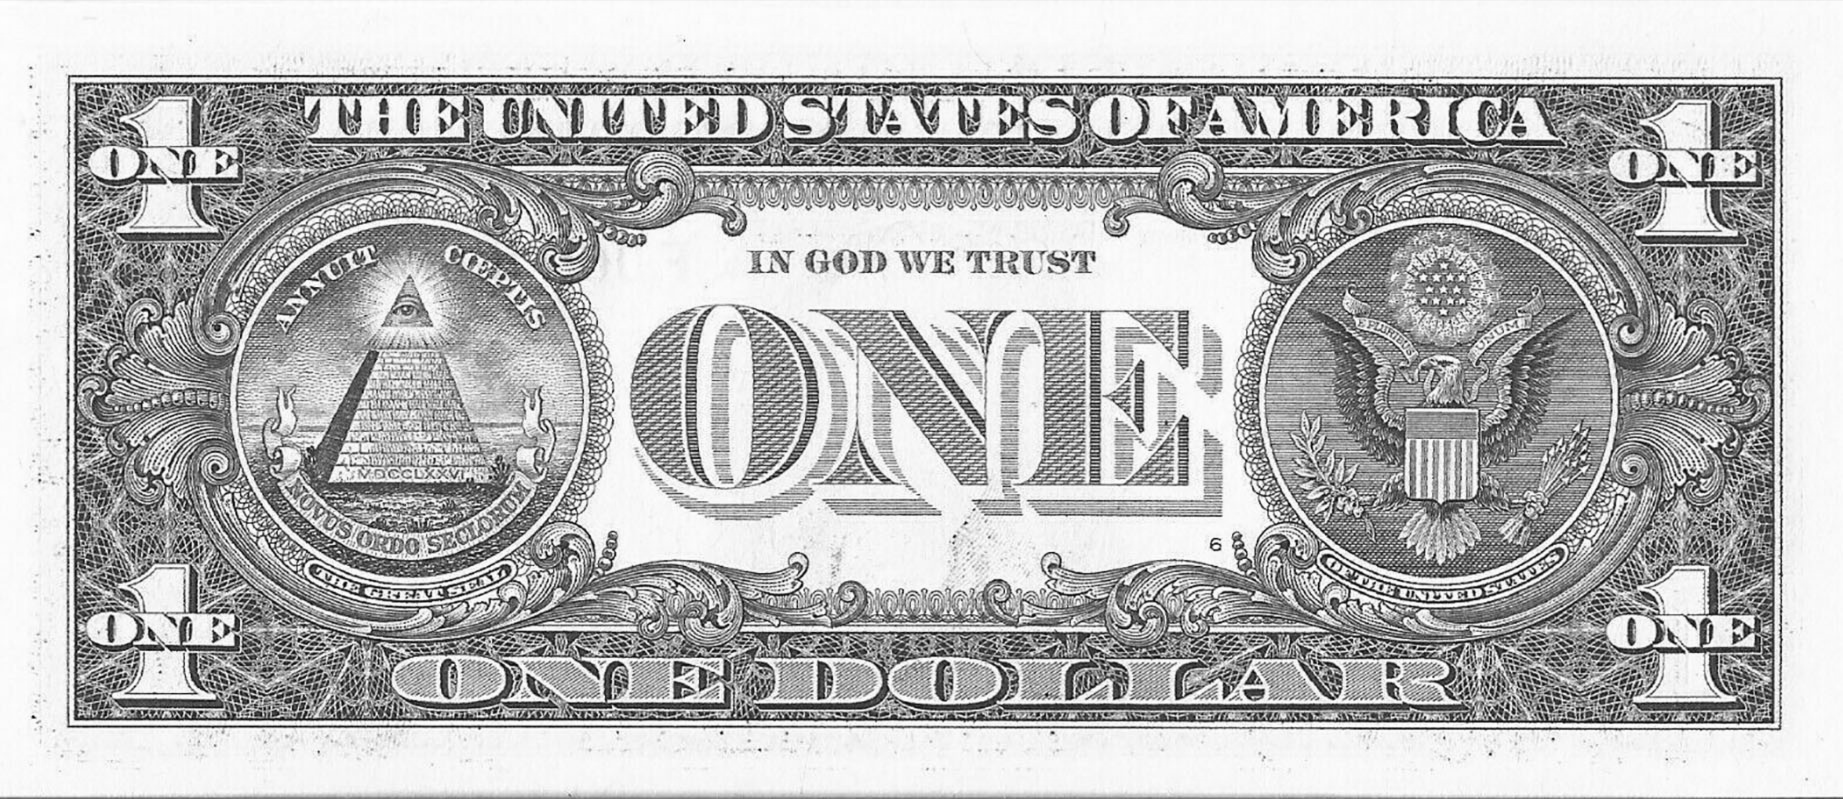 THE UNITED STATES OF AMERICA
1
ONE
1
ONE
ANNUIT CŒPTIS
IN GOD WE TRUST
E PLURIBUS UNUM
ONE
MDCCLXXVI
NOVUS ORDO SECLORUM
6
THE GREAT SEAL
OF THE UNITED STATES
1
ONE
1
ONE
ONE DOLLAR